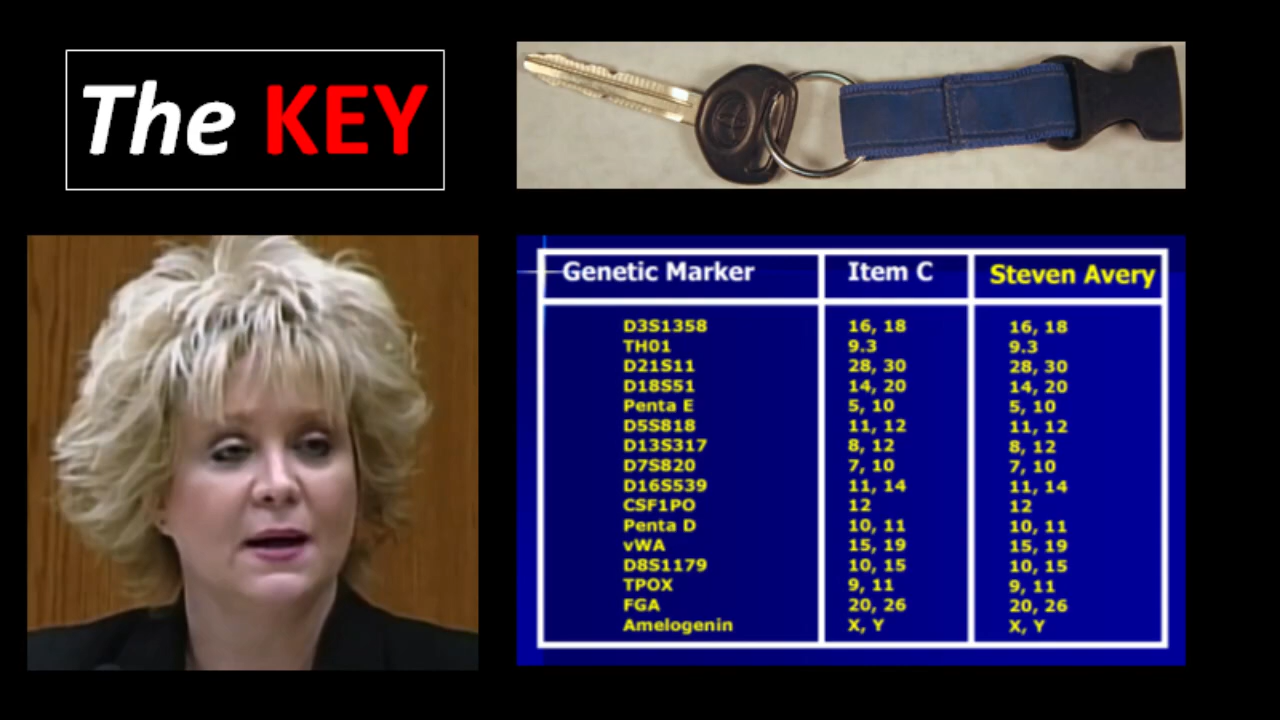 The KEY
Genetic Marker Item C Steven Avery
D3S1358 16, 18 16, 18
TH01 9.3 9.3
D21S11 28, 30 28, 30
D18S51 14, 20 14, 20
Penta E 5, 10 5, 10
D5S818 11, 12 11, 12
D13S317 8, 12 8, 12
D7S820 7, 10 7, 10
D16S539 11, 14 11, 14
CSF1PO 12 12
Penta D 10, 11 10, 11
vWA 15, 19 15, 19
D8S1179 10, 15 10, 15
TPOX 9, 11 9, 11
FGA 20, 26 20, 26
Amelogenin X, Y X, Y